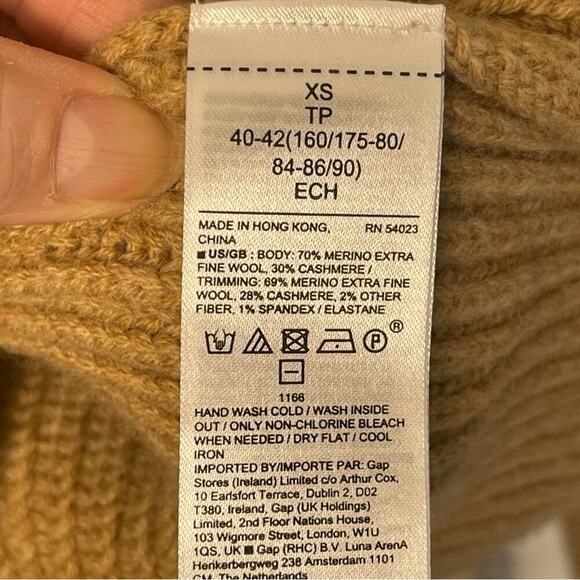 XS
TP
40-42(160/175-80/
84-86/90)
ECH
MADE IN HONG KONG, RN 54023
CHINA
■ US/GB : BODY: 70% MERINO EXTRA
FINE WOOL, 30% CASHMERE /
TRIMMING: 69% MERINO EXTRA FINE
WOOL, 28% CASHMERE, 2% OTHER
FIBER, 1% SPANDEX / ELASTANE
P ®
1166
HAND WASH COLD / WASH INSIDE
OUT / ONLY NON-CHLORINE BLEACH
WHEN NEEDED / DRY FLAT / COOL
IRON
IMPORTED BY/IMPORTE PAR: Gap
Stores (Ireland) Limited c/o Arthur Cox,
10 Earlsfort Terrace, Dublin 2, D02
T380, Ireland, Gap (UK Holdings)
Limited, 2nd Floor Nations House,
103 Wigmore Street, London, W1U
1QS, UK ■ Gap (RHC) B.V. Luna ArenA
Herikerbergweg 238 Amsterdam 1101
CM, The Netherlands